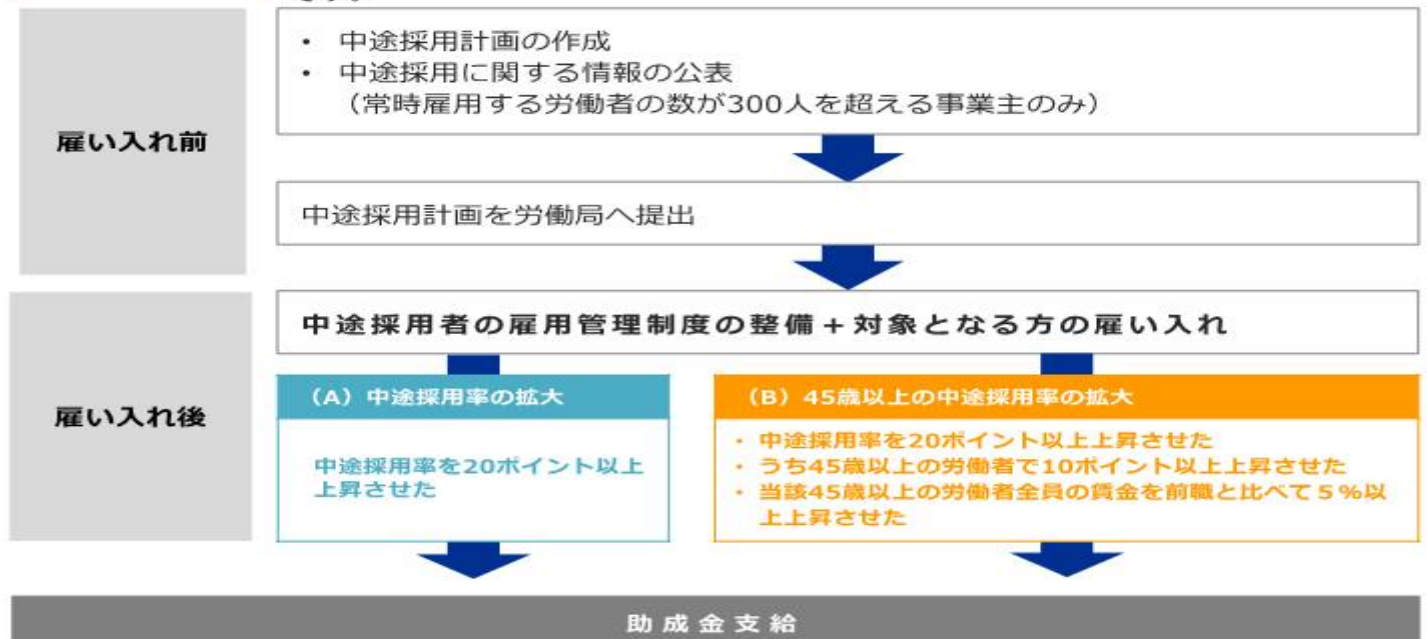 雇い入れ前
・ 中途採用計画の作成
・ 中途採用に関する情報の公表
（常時雇用する労働者の数が300人を超える事業主のみ）
中途採用計画を労働局へ提出
雇い入れ後
中途採用者の雇用管理制度の整備＋対象となる方の雇い入れ
（A）中途採用率の拡大
中途採用率を20ポイント以上
上昇させた
（B）45歳以上の中途採用率の拡大
・ 中途採用率を20ポイント以上上昇させた
・ うち45歳以上の労働者で10ポイント以上上昇させた
・ 当該45歳以上の労働者全員の賃金を前職と比べて５％以
上上昇させた
助成金支給